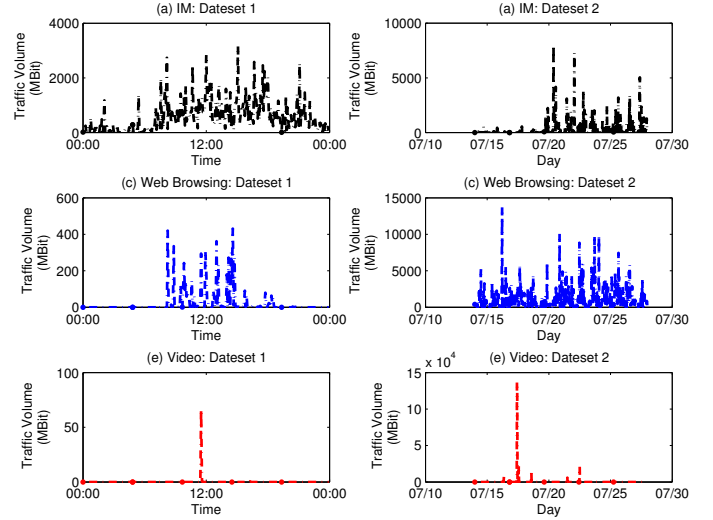 (a) IM: Dateset 1
Traffic Volume
(MBit)
4000
2000
0
00:00 12:00 00:00
Time
(a) IM: Dateset 2
Traffic Volume
(MBit)
10000
5000
0
07/10 07/15 07/20 07/25 07/30
Day
(c) Web Browsing: Dateset 1
Traffic Volume
(MBit)
600
400
200
0
00:00 12:00 00:00
Time
(c) Web Browsing: Dateset 2
Traffic Volume
(MBit)
15000
10000
5000
0
07/10 07/15 07/20 07/25 07/30
Day
(e) Video: Dateset 1
Traffic Volume
(MBit)
100
50
0
00:00 12:00 00:00
Time
(e) Video: Dateset 2
x 10^4
Traffic Volume
(MBit)
15
10
5
0
07/10 07/15 07/20 07/25 07/30
Day